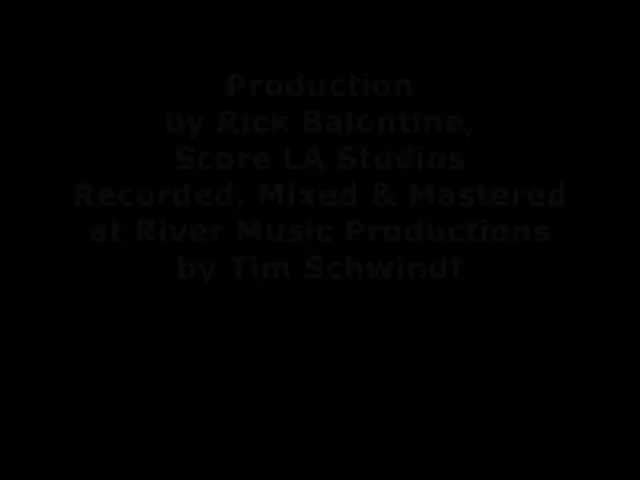 Production
by Rick Balentine,
Score LA Studios
Recorded, Mixed & Mastered
at River Music Productions
by Tim Schwindt